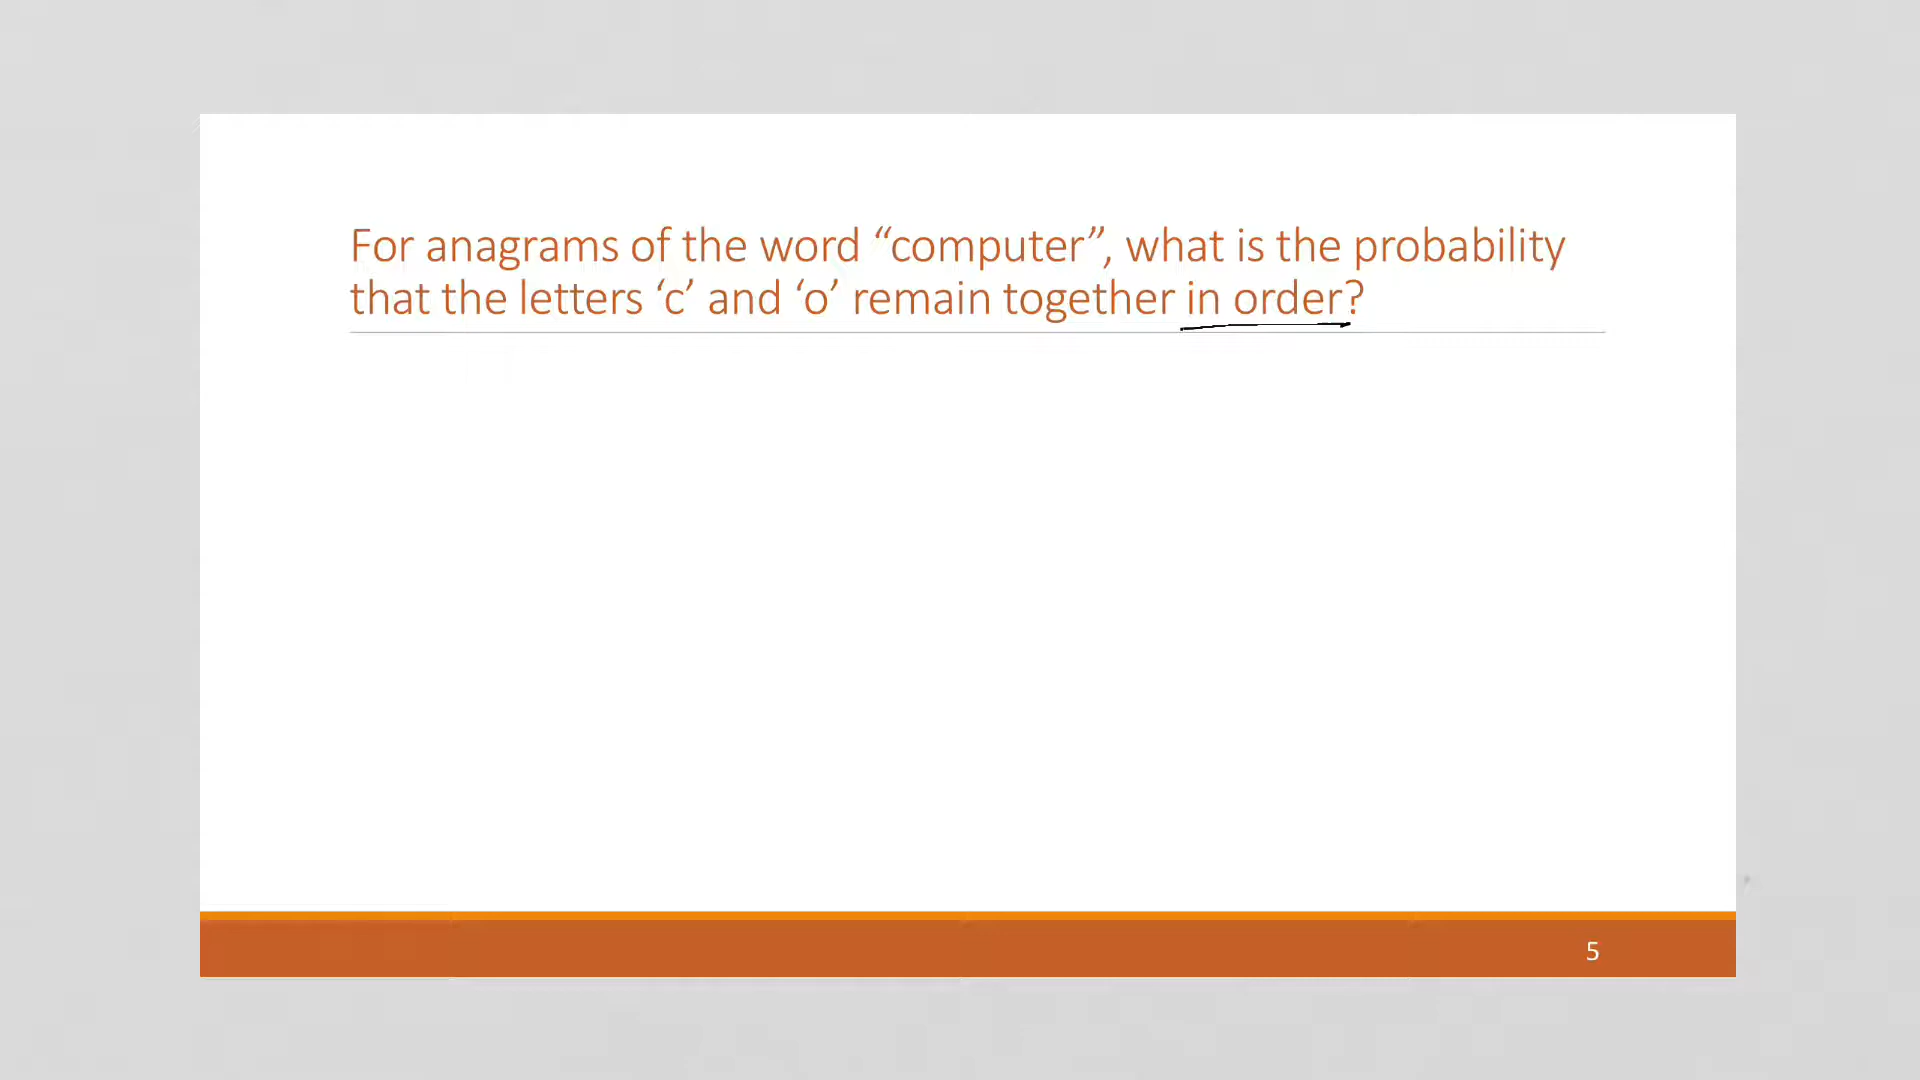 For anagrams of the word “computer”, what is the probability
that the letters ‘c’ and ‘o’ remain together in order?
5